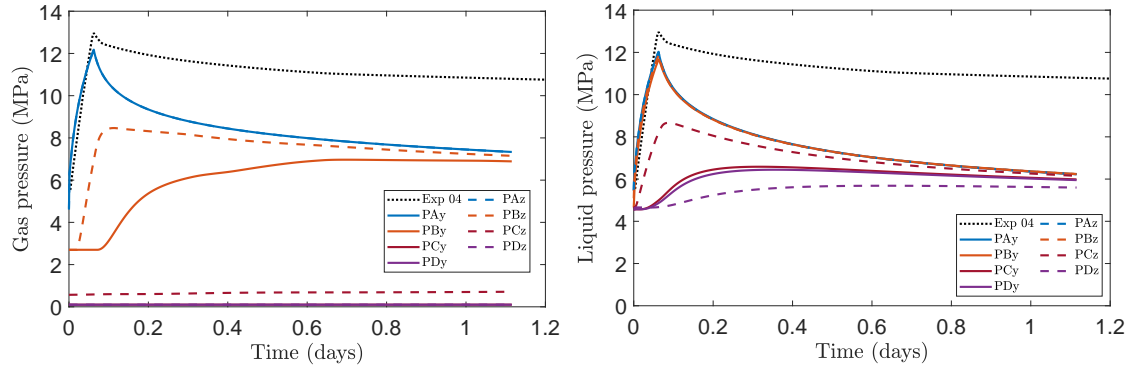 Gas pressure (MPa)
14
12
10
8
6
4
2
0
0 0.2 0.4 0.6 0.8 1 1.2
Time (days)
Exp 04
PAy
PBy
PCy
PDy
PAz
PBz
PCz
PDz
Liquid pressure (MPa)
14
12
10
8
6
4
2
0
0 0.2 0.4 0.6 0.8 1 1.2
Time (days)
Exp 04
PAy
PBy
PCy
PDy
PAz
PBz
PCz
PDz